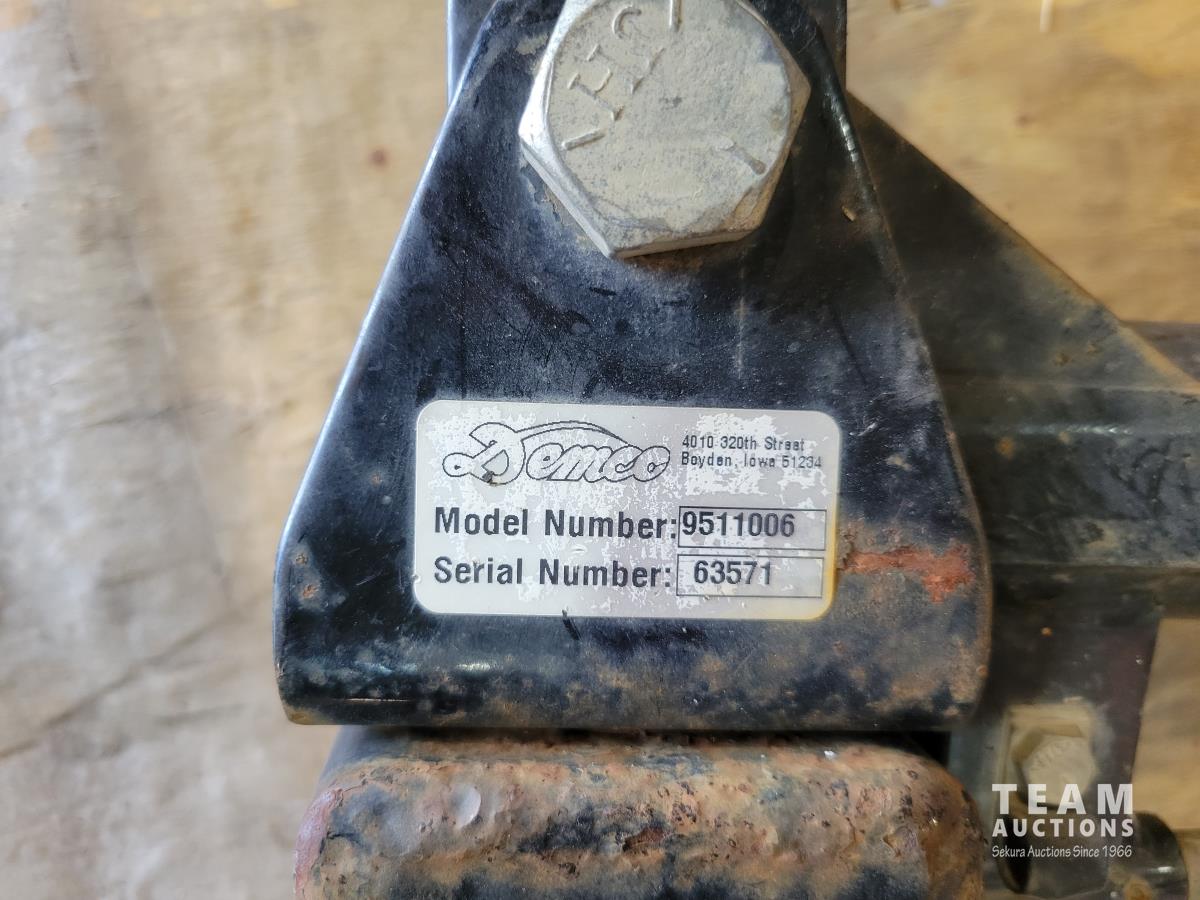 VHC
Demco
4010 320th Street
Boyden, Iowa 51234
Model Number: 9511006
Serial Number: 63571
TEAM
AUCTIONS
Sekura Auctions Since 1966